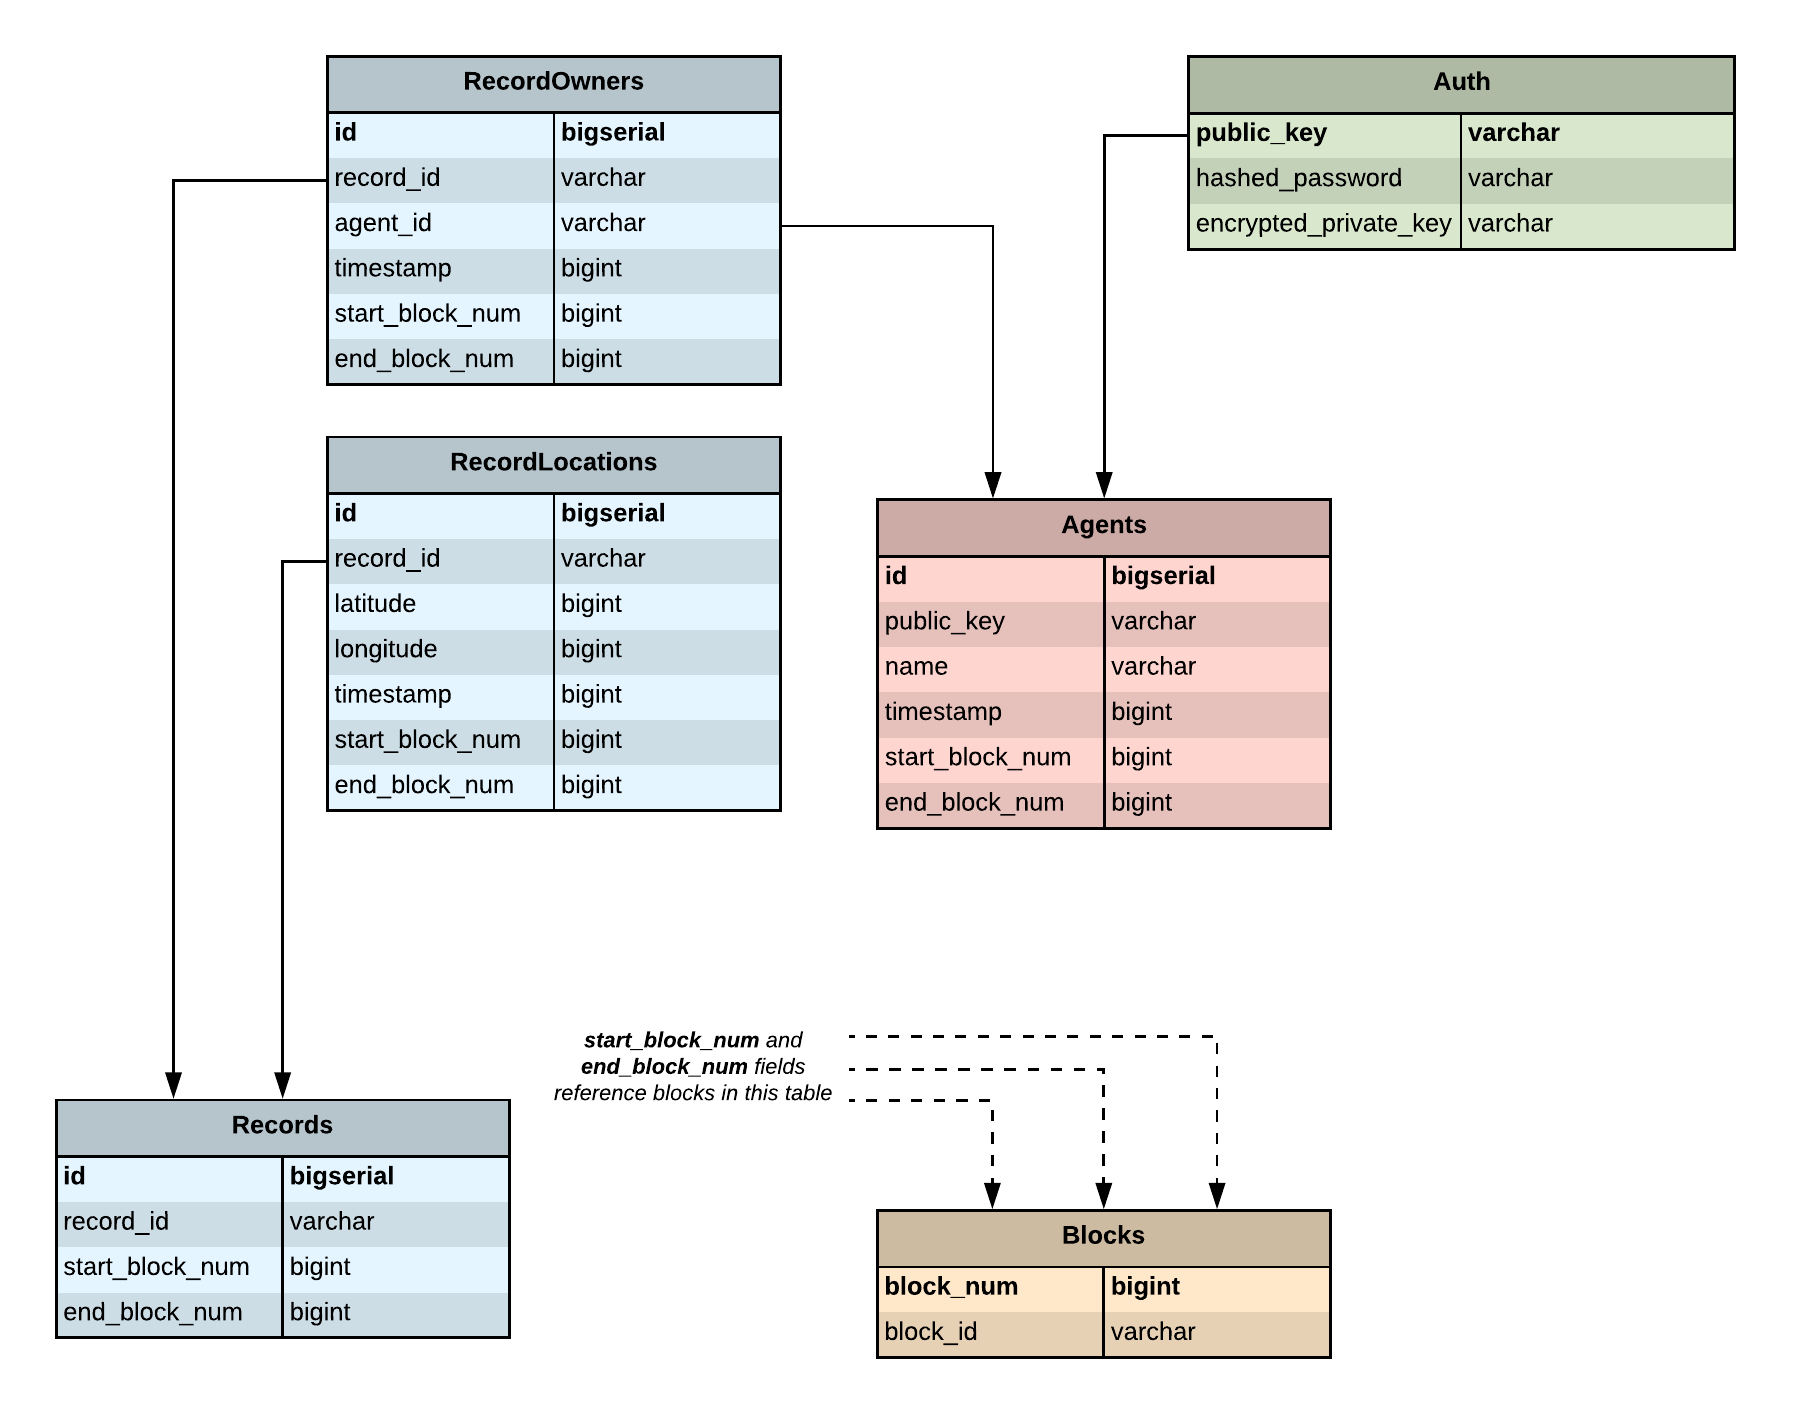 RecordOwners
id bigserial
record_id varchar
agent_id varchar
timestamp bigint
start_block_num bigint
end_block_num bigint
Auth
public_key varchar
hashed_password varchar
encrypted_private_key varchar
RecordLocations
id bigserial
record_id varchar
latitude bigint
longitude bigint
timestamp bigint
start_block_num bigint
end_block_num bigint
Agents
id bigserial
public_key varchar
name varchar
timestamp bigint
start_block_num bigint
end_block_num bigint
start_block_num and
end_block_num fields
reference blocks in this table
Records
id bigserial
record_id varchar
start_block_num bigint
end_block_num bigint
Blocks
block_num bigint
block_id varchar